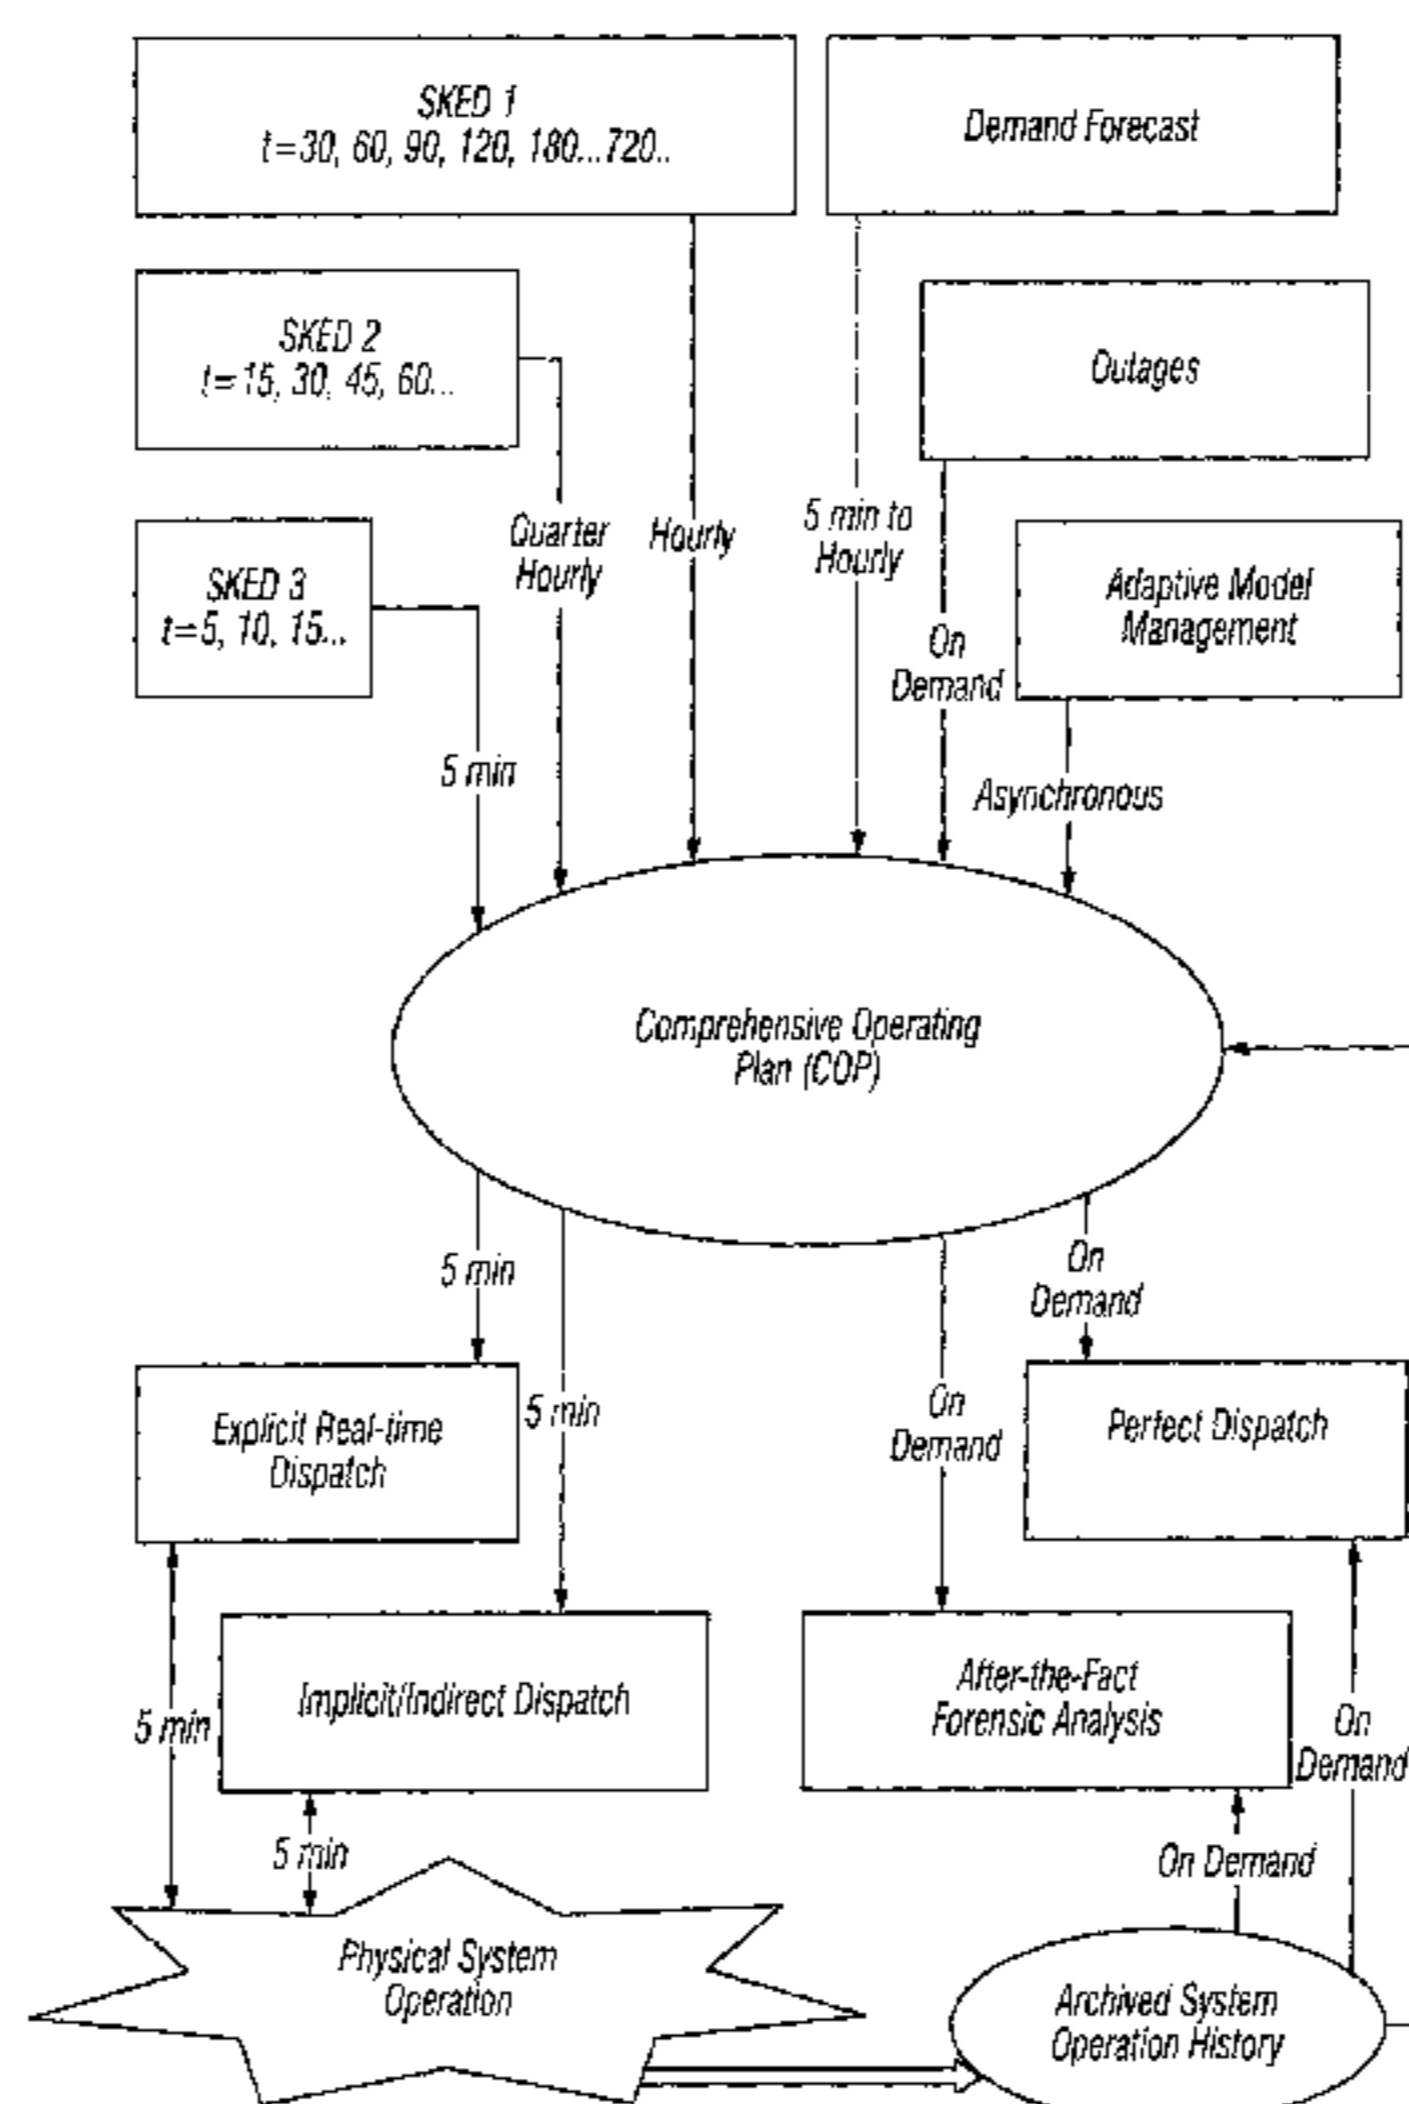 SKED 1
t=30, 60, 90, 120, 180...720..
Demand Forecast
SKED 2
t=15, 30, 45, 60...
Outages
Quarter
Hourly
Hourly
5 min to
Hourly
SKED 3
t=5, 10, 15...
Adaptive Model
Management
On
Demand
5 min
Asynchronous
Comprehensive Operating
Plan (COP)
5 min
On
Demand
Explicit Real-time
Dispatch
5 min
On
Demand
Perfect Dispatch
Implicit/Indirect Dispatch
After-the-Fact
Forensic Analysis
5 min
On
Demand
5 min
On Demand
Physical System
Operation
Archived System
Operation History